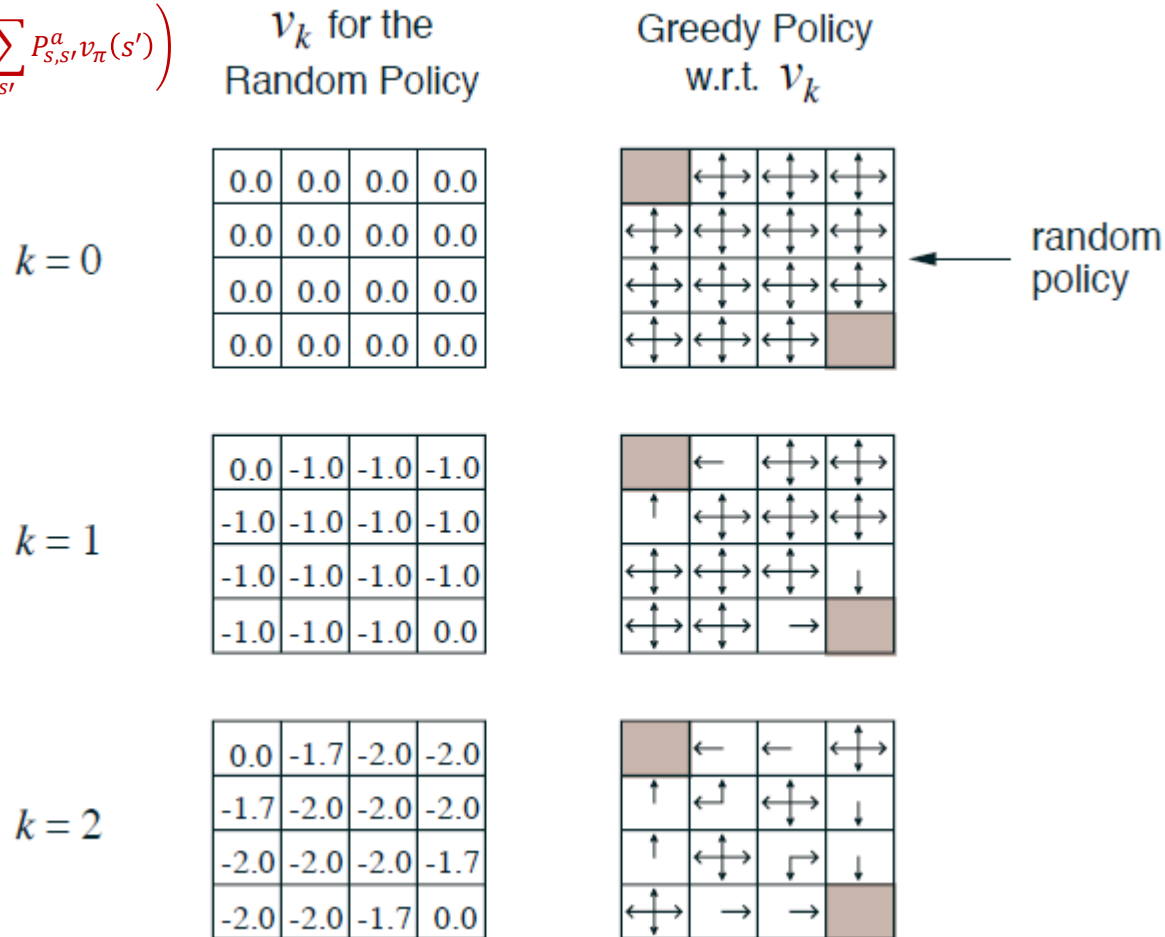 ∑ P^a_{s,s′} v_π(s′))
s′
v_k for the
Random Policy
Greedy Policy
w.r.t. v_k
k = 0
0.0 0.0 0.0 0.0
0.0 0.0 0.0 0.0
0.0 0.0 0.0 0.0
0.0 0.0 0.0 0.0
random
policy
k = 1
0.0 -1.0 -1.0 -1.0
-1.0 -1.0 -1.0 -1.0
-1.0 -1.0 -1.0 -1.0
-1.0 -1.0 -1.0 0.0
k = 2
0.0 -1.7 -2.0 -2.0
-1.7 -2.0 -2.0 -2.0
-2.0 -2.0 -2.0 -1.7
-2.0 -2.0 -1.7 0.0